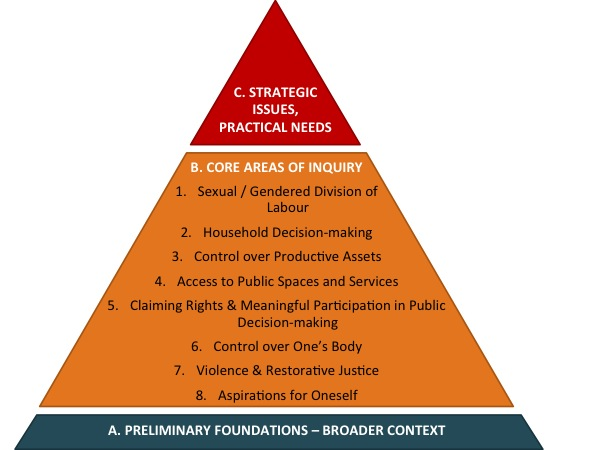 C. STRATEGIC
ISSUES,
PRACTICAL NEEDS
B. CORE AREAS OF INQUIRY
1. Sexual / Gendered Division of
Labour
2. Household Decision-making
3. Control over Productive Assets
4. Access to Public Spaces and Services
5. Claiming Rights & Meaningful Participation in Public
Decision-making
6. Control over One’s Body
7. Violence & Restorative Justice
8. Aspirations for Oneself
A. PRELIMINARY FOUNDATIONS – BROADER CONTEXT